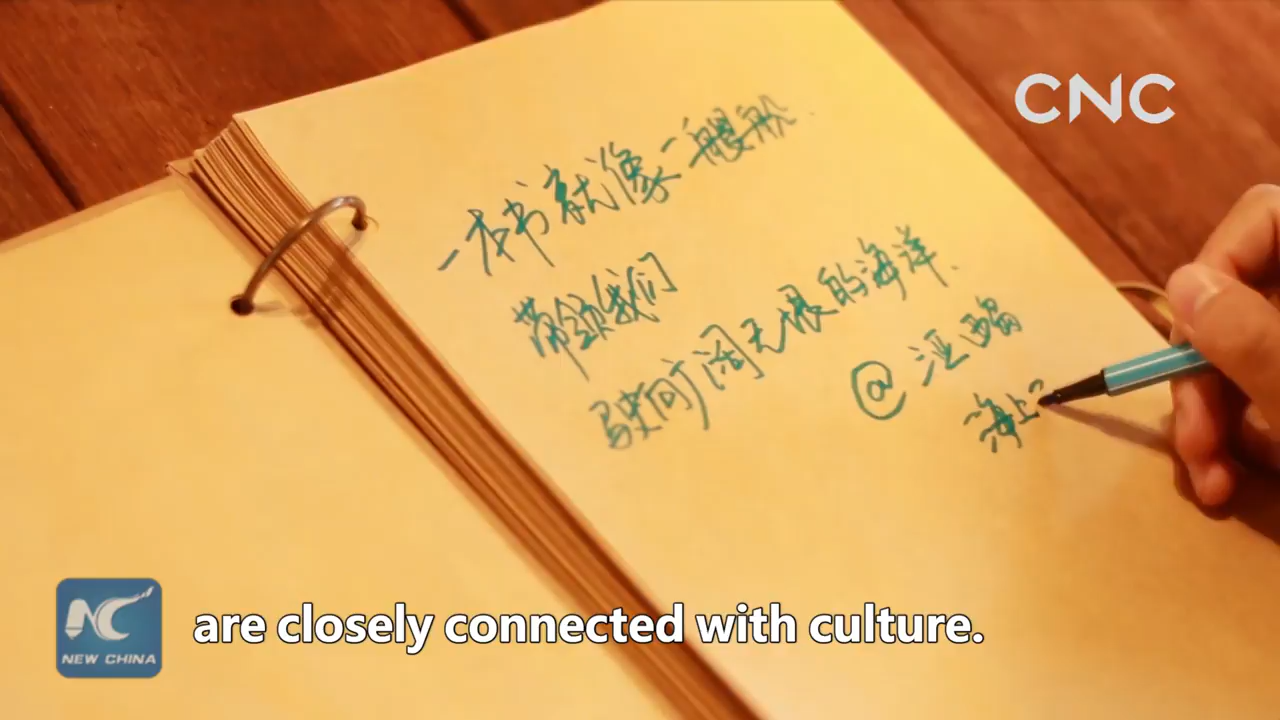 CNC
一本书就像一艘船.
带领我们
驶向广阔无垠的海洋.
@
海上
NEW CHINA
are closely connected with culture.